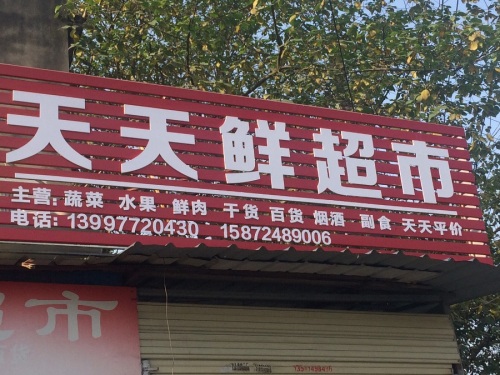 天天鲜超市
主营: 蔬菜 水果 鲜肉 干货 百货 烟酒 副食 天天平价
电话: 13997720430 15872489006
市